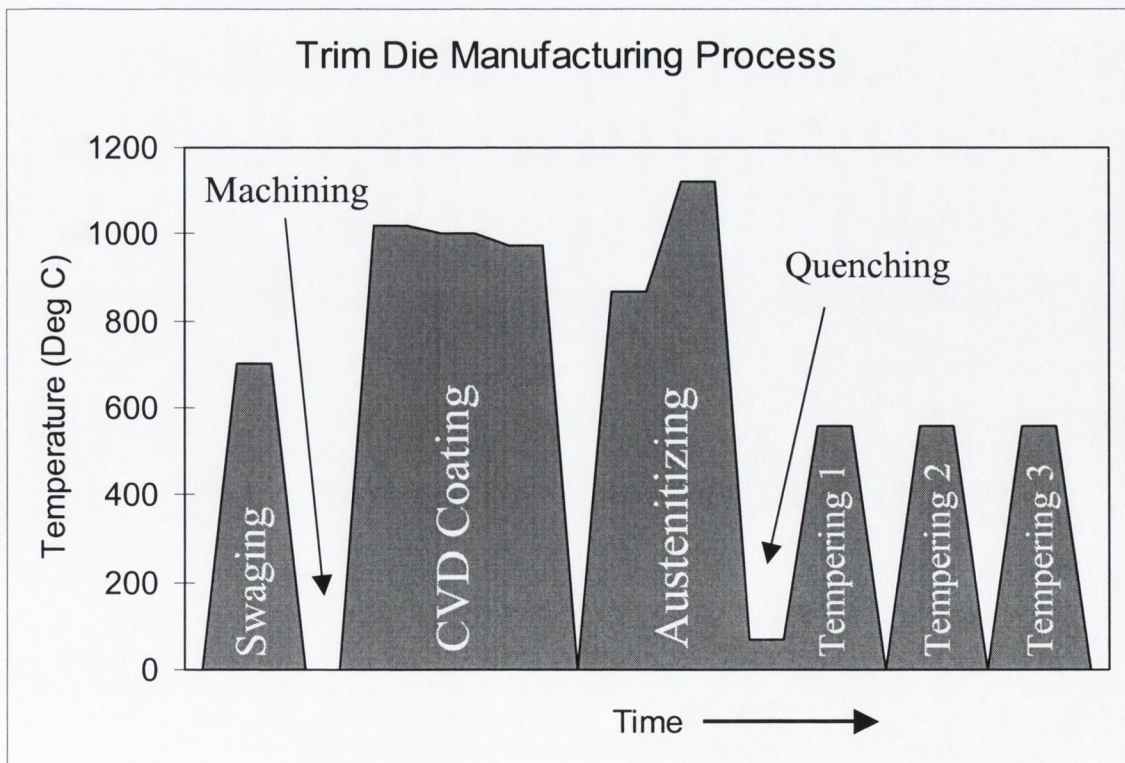 Trim Die Manufacturing Process
1200
1000
800
600
400
200
0
Temperature (Deg C)
Machining
Quenching
Swaging
CVD Coating
Austenitizing
Tempering 1
Tempering 2
Tempering 3
Time